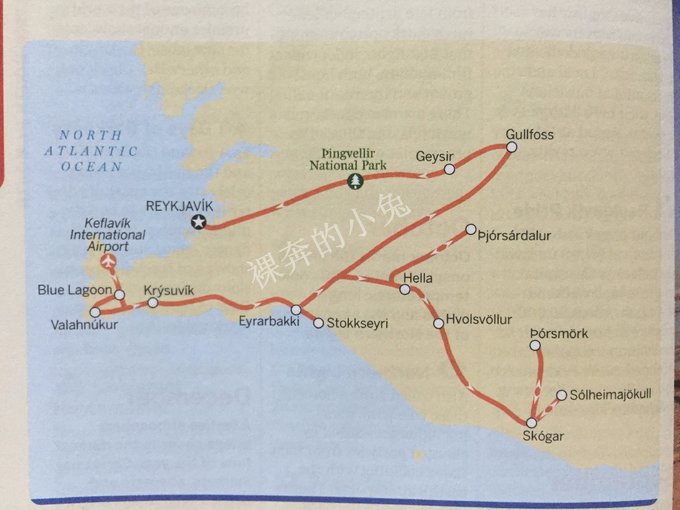 NORTH
ATLANTIC
OCEAN
Gullfoss
Þingvellir
National Park
Geysir
REYKJAVÍK
Keflavík
International
Airport
Þjórsárdalur
Blue Lagoon
Krýsuvík
Hella
Valahnúkur
Eyrarbakki
Stokkseyri
Hvolsvöllur
Þórsmörk
Sólheimajökull
Skógar
裸奔的小兔